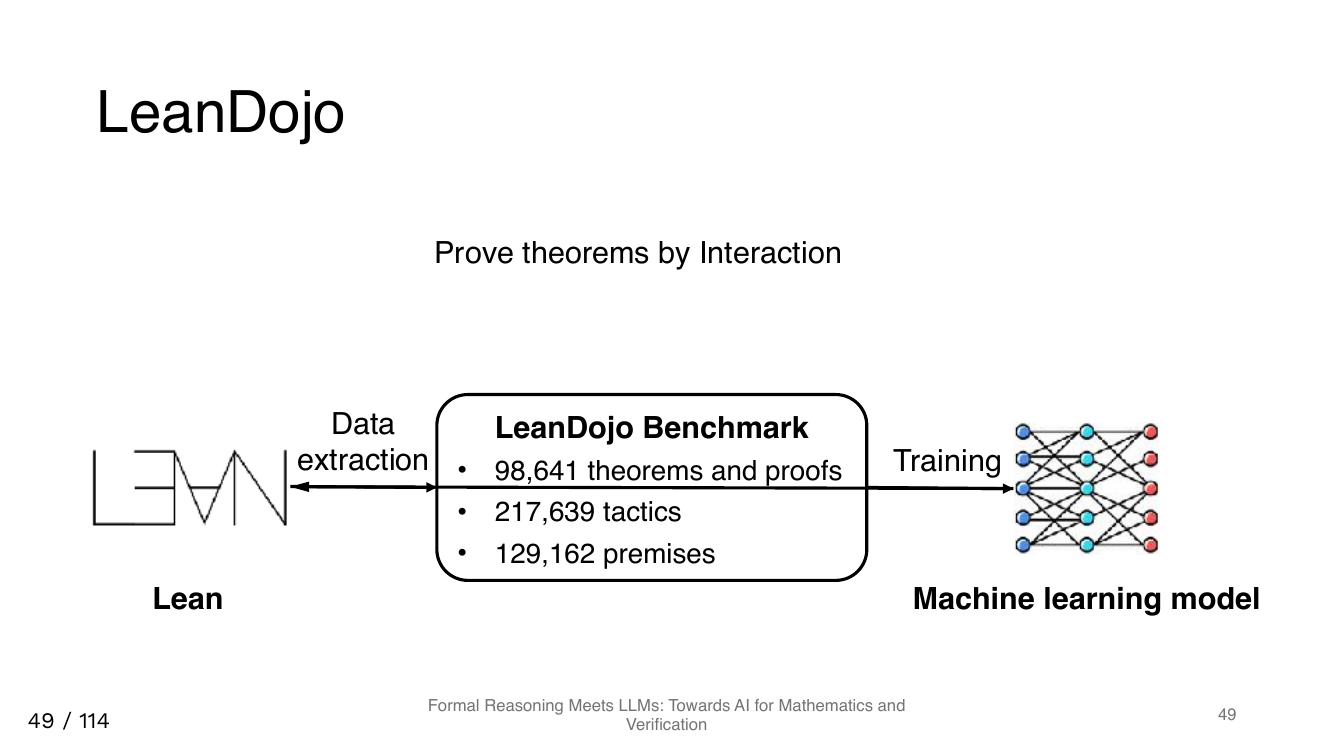 LeanDojo
Prove theorems by Interaction
Data
extraction
LeanDojo Benchmark
• 98,641 theorems and proofs
• 217,639 tactics
• 129,162 premises
Training
LEAN
Lean
Machine learning model
Formal Reasoning Meets LLMs: Towards AI for Mathematics and
Verification
49 / 114
49